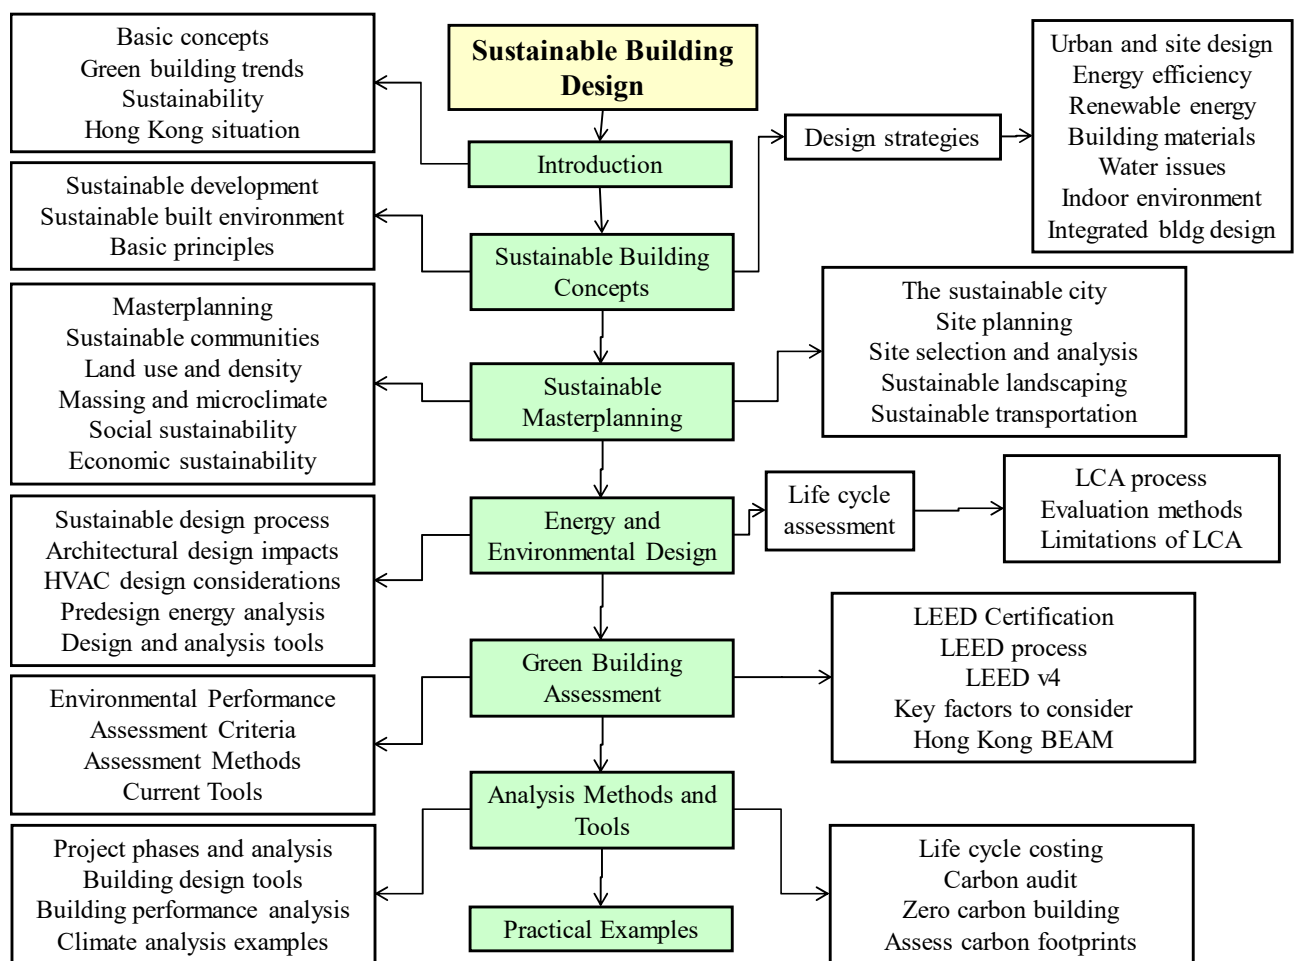 Sustainable Building
Design
Introduction
Basic concepts
Green building trends
Sustainability
Hong Kong situation
Sustainable Building
Concepts
Sustainable development
Sustainable built environment
Basic principles
Design strategies
Urban and site design
Energy efficiency
Renewable energy
Building materials
Water issues
Indoor environment
Integrated bldg design
Sustainable
Masterplanning
Masterplanning
Sustainable communities
Land use and density
Massing and microclimate
Social sustainability
Economic sustainability
The sustainable city
Site planning
Site selection and analysis
Sustainable landscaping
Sustainable transportation
Energy and
Environmental Design
Sustainable design process
Architectural design impacts
HVAC design considerations
Predesign energy analysis
Design and analysis tools
Life cycle
assessment
LCA process
Evaluation methods
Limitations of LCA
Green Building
Assessment
Environmental Performance
Assessment Criteria
Assessment Methods
Current Tools
LEED Certification
LEED process
LEED v4
Key factors to consider
Hong Kong BEAM
Analysis Methods and
Tools
Project phases and analysis
Building design tools
Building performance analysis
Climate analysis examples
Life cycle costing
Carbon audit
Zero carbon building
Assess carbon footprints
Practical Examples